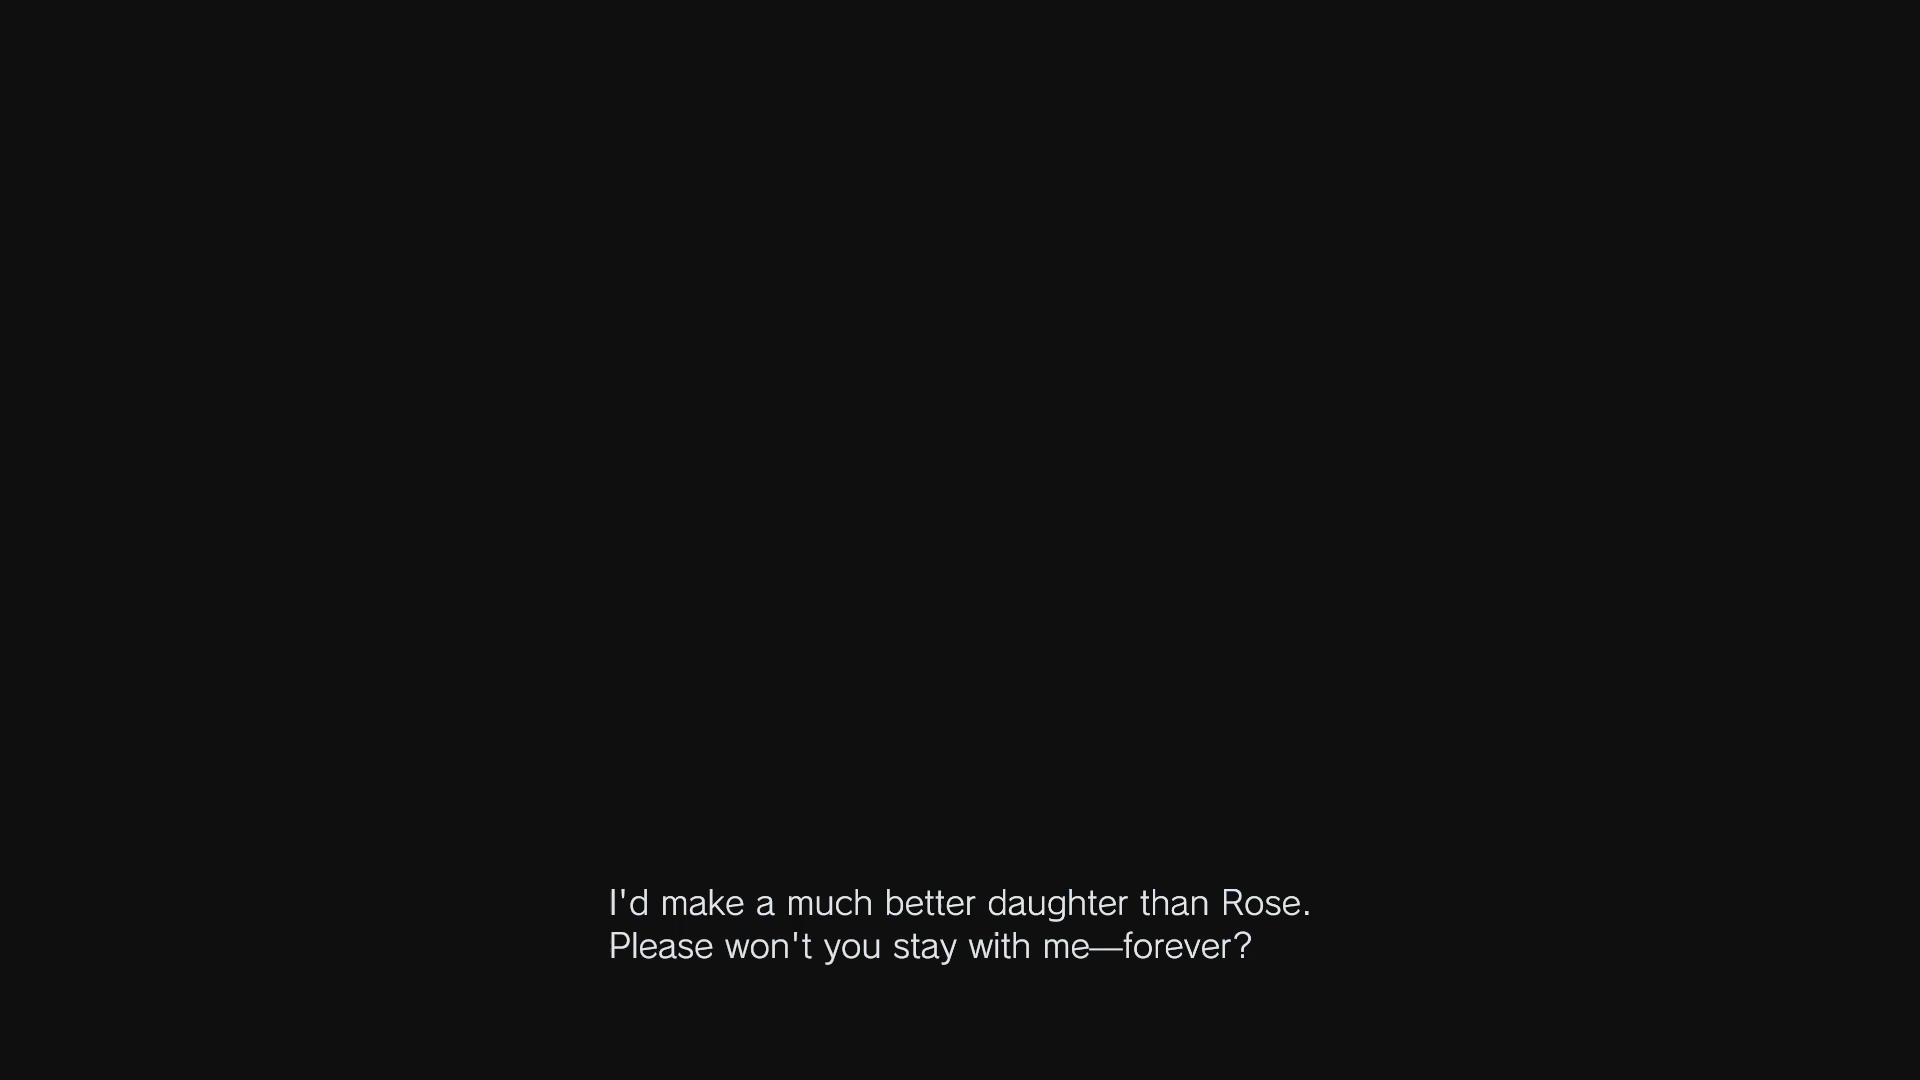 I'd make a much better daughter than Rose.
Please won't you stay with me—forever?